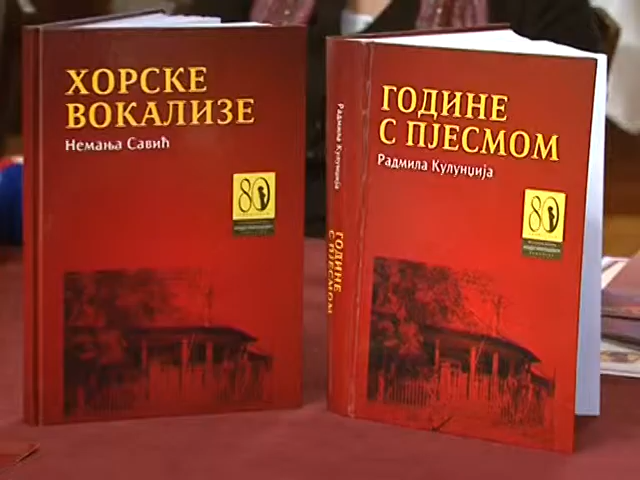 ХОРСКЕ
ВОКАЛИЗЕ
Немања Савић
80
ГОДИНЕ
С ПЈЕСМОМ
Радмила Кулунџија
80
Радмила Кулунџија
ГОДИНЕ
С ПЈЕСМОМ